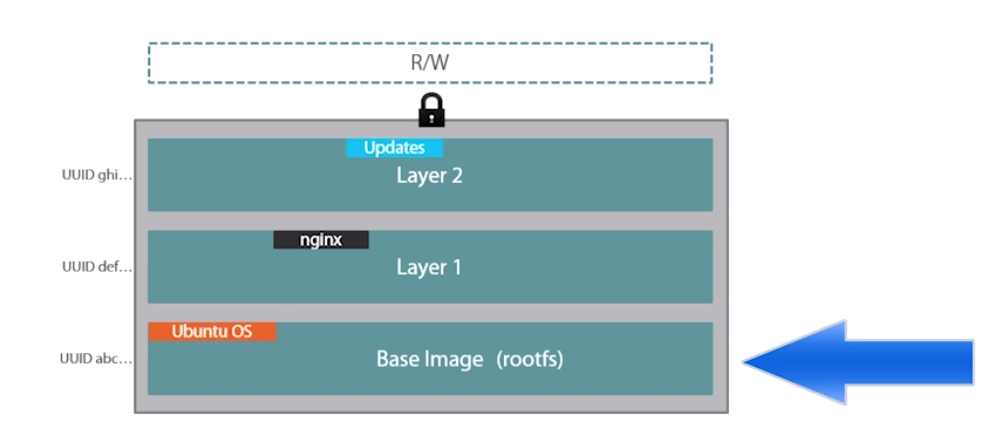 R/W
Updates
UUID ghi...
Layer 2
nginx
UUID def...
Layer 1
Ubuntu OS
UUID abc...
Base Image (rootfs)